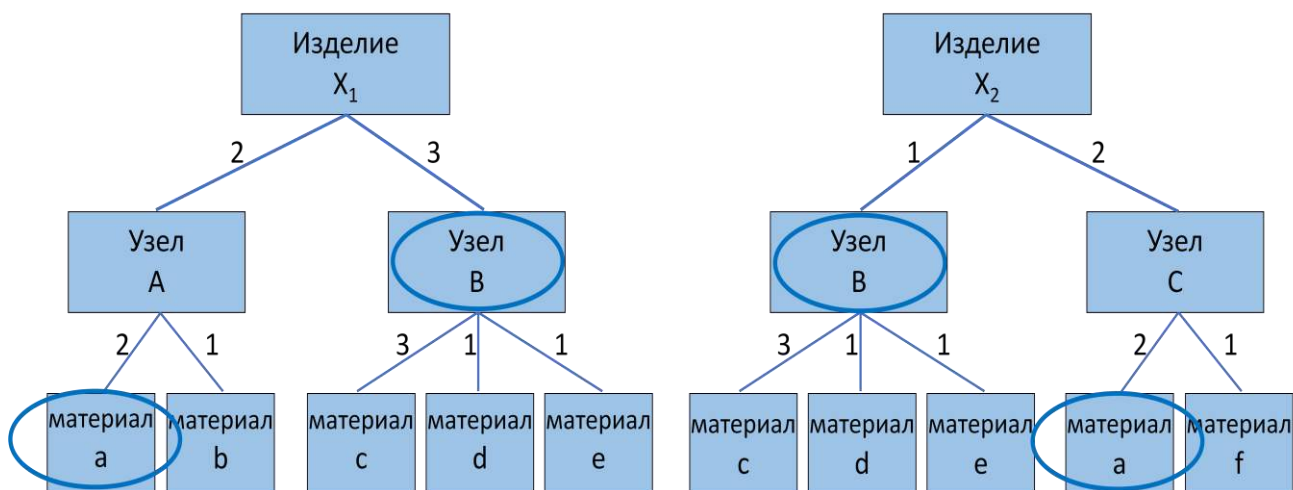 Изделие
X1
Изделие
X2
2
3
1
2
Узел
A
Узел
B
Узел
B
Узел
C
2
1
3
1
1
3
1
1
2
1
материал
a
материал
b
материал
c
материал
d
материал
e
материал
c
материал
d
материал
e
материал
a
материал
f